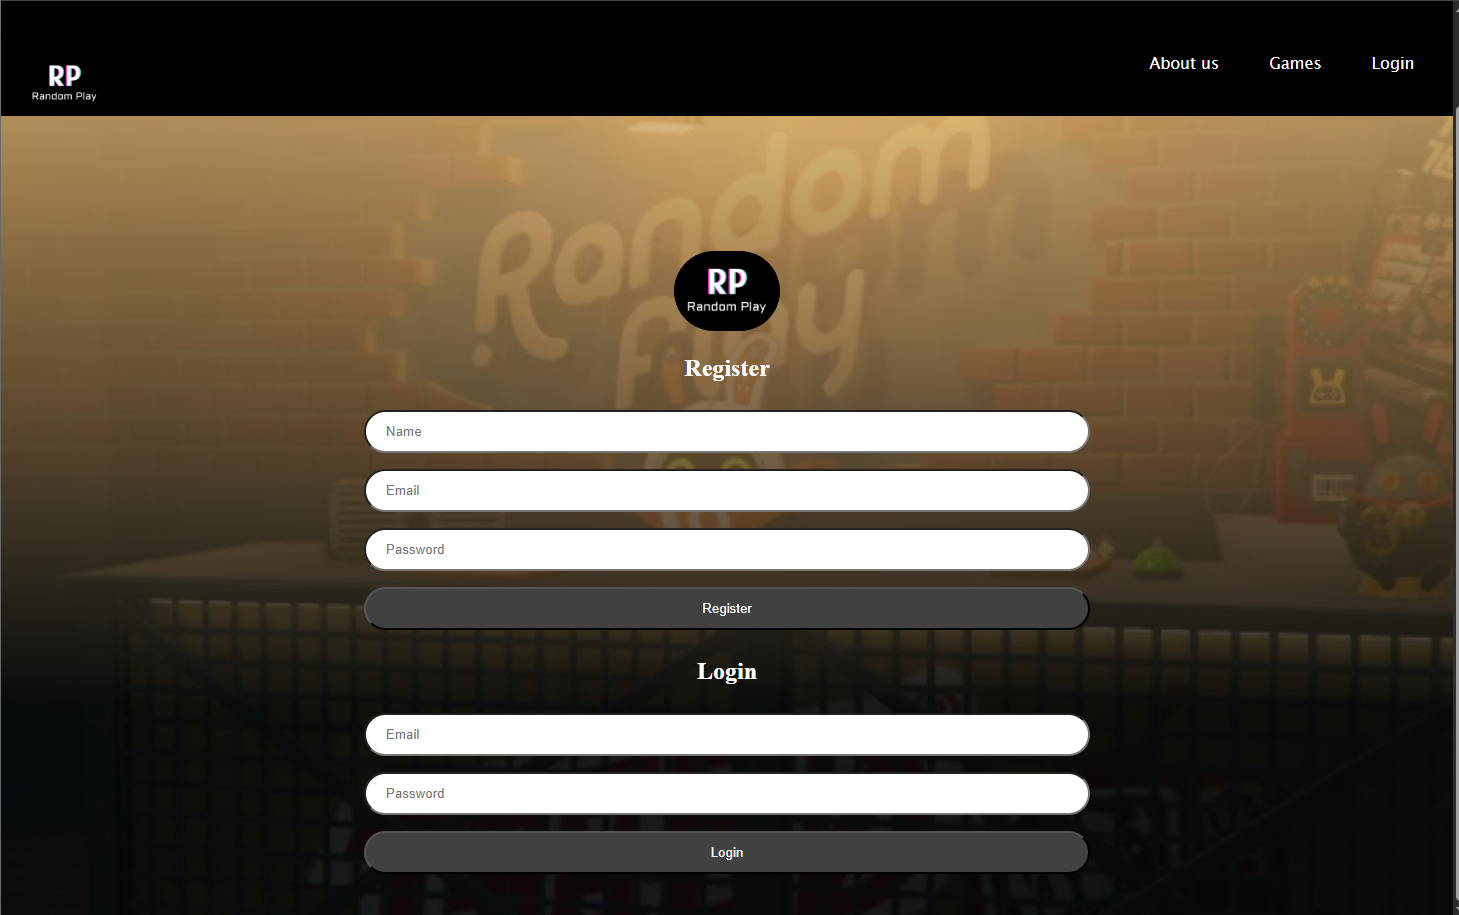 RP
Random Play
About us
Games
Login
Random
Play
RP
Random Play
Register
Name
Email
Password
Register
Login
Email
Password
Login